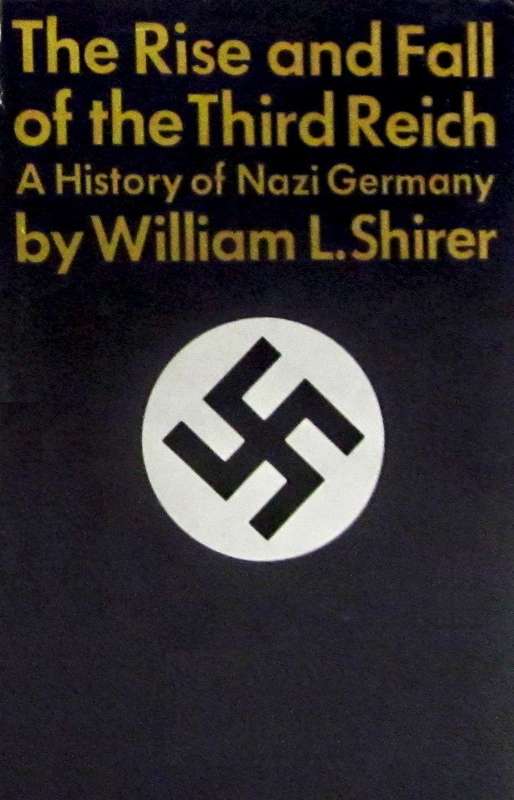 The Rise and Fall
of the Third Reich
A History of Nazi Germany
by William L. Shirer